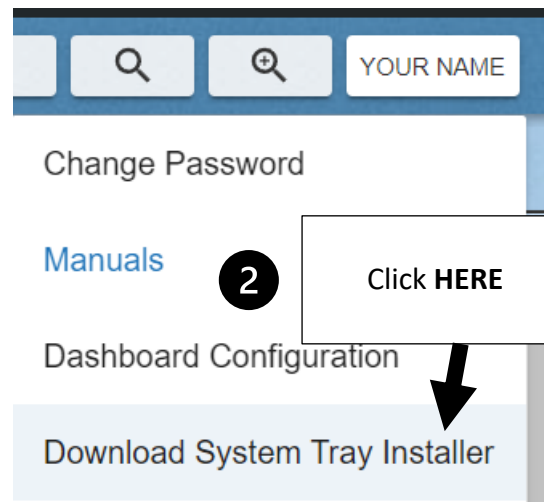 YOUR NAME
Change Password
Manuals
2
Click HERE
Dashboard Configuration
Download System Tray Installer